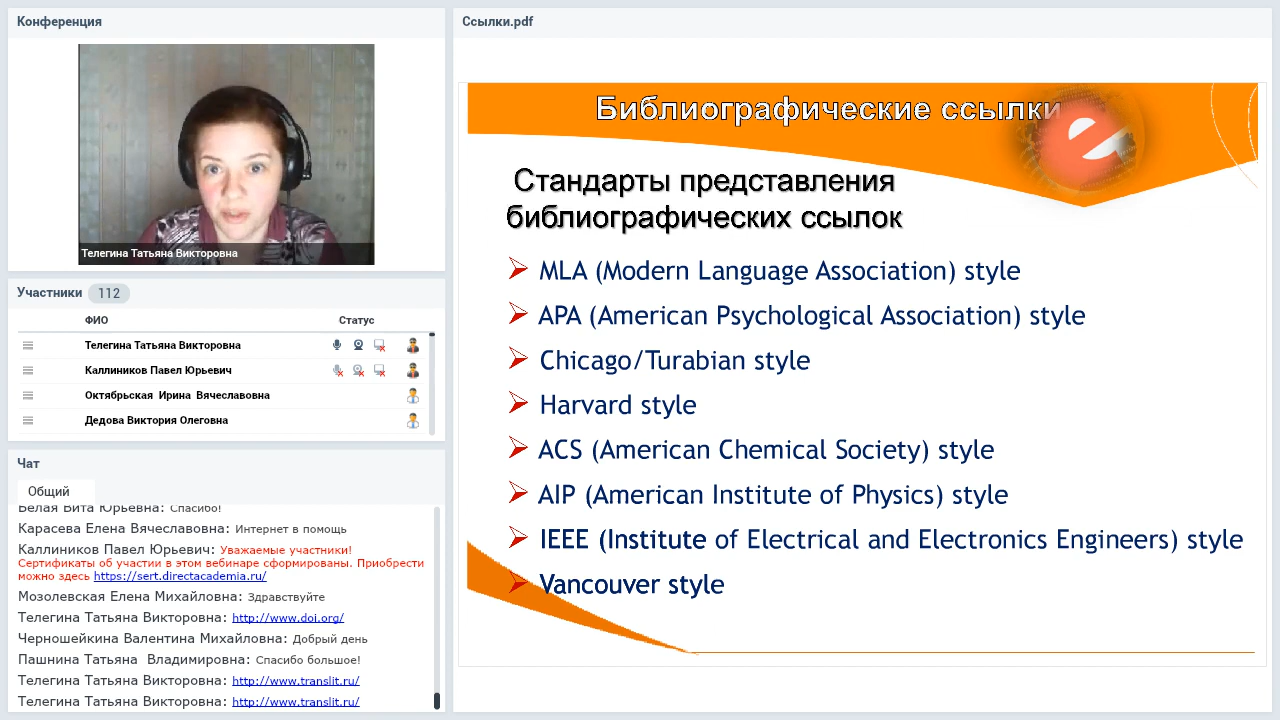 Конференция
Телегина Татьяна Викторовна
Участники 112
ФИО Статус
Телегина Татьяна Викторовна
Каллиников Павел Юрьевич
Октябрьская Ирина Вячеславовна
Дедова Виктория Олеговна
Чат
Общий
Белая Вита Юрьевна: Спасибо!
Карасева Елена Вячеславовна: Интернет в помощь
Каллиников Павел Юрьевич: Уважаемые участники!
Сертификаты об участии в этом вебинаре сформированы. Приобрести
можно здесь https://sert.directacademia.ru/
Мозолевская Елена Михайловна: Здравствуйте
Телегина Татьяна Викторовна: http://www.doi.org/
Черношейкина Валентина Михайловна: Добрый день
Пашнина Татьяна Владимировна: Спасибо большое!
Телегина Татьяна Викторовна: http://www.translit.ru/
Телегина Татьяна Викторовна: http://www.translit.ru/
Ссылки.pdf
Библиографические ссылки
Стандарты представления
библиографических ссылок
MLA (Modern Language Association) style
APA (American Psychological Association) style
Chicago/Turabian style
Harvard style
ACS (American Chemical Society) style
AIP (American Institute of Physics) style
IEEE (Institute of Electrical and Electronics Engineers) style
Vancouver style